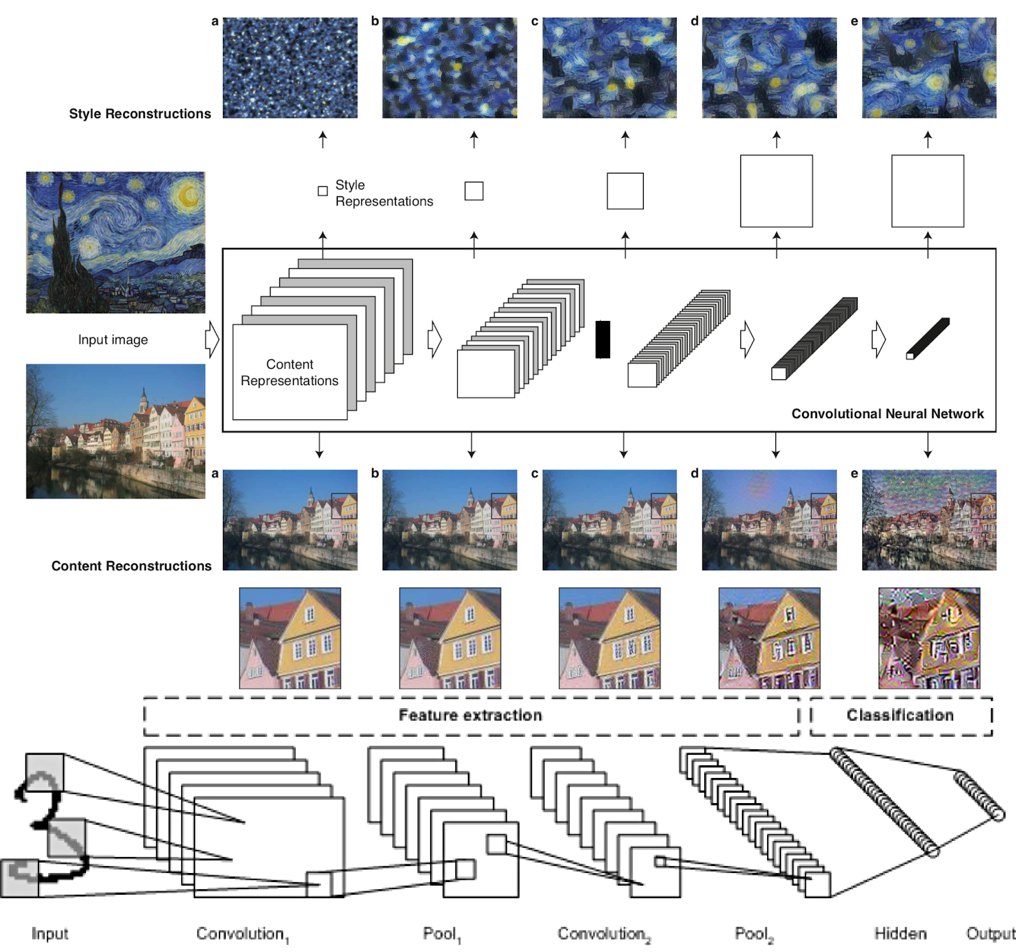 a b c d e
Style Reconstructions
Style
Representations
Input image
Content
Representations
Convolutional Neural Network
a b c d e
Content Reconstructions
Feature extraction
Classification
Input
Convolution₁
Pool₁
Convolution₂
Pool₂
Hidden
Output